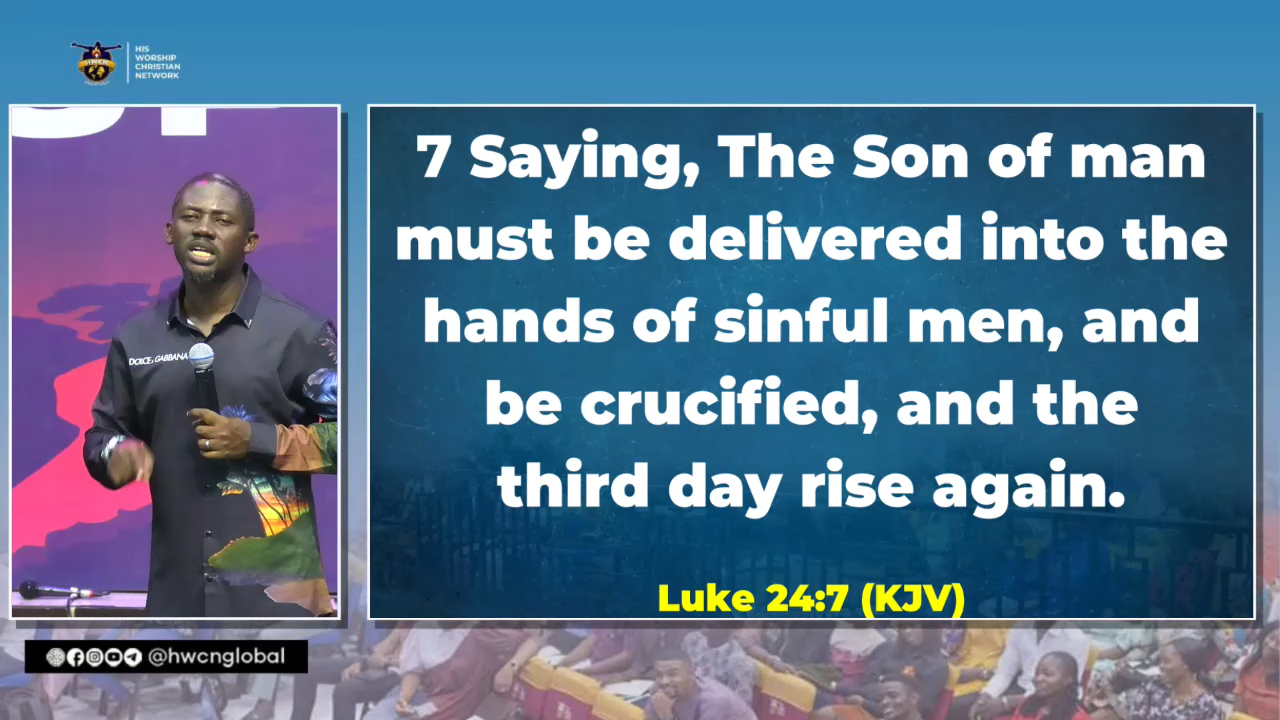 HIS
WORSHIP
CHRISTIAN
NETWORK
DOLCE & GABBANA
7 Saying, The Son of man
must be delivered into the
hands of sinful men, and
be crucified, and the
third day rise again.
Luke 24:7 (KJV)
@hwcnglobal